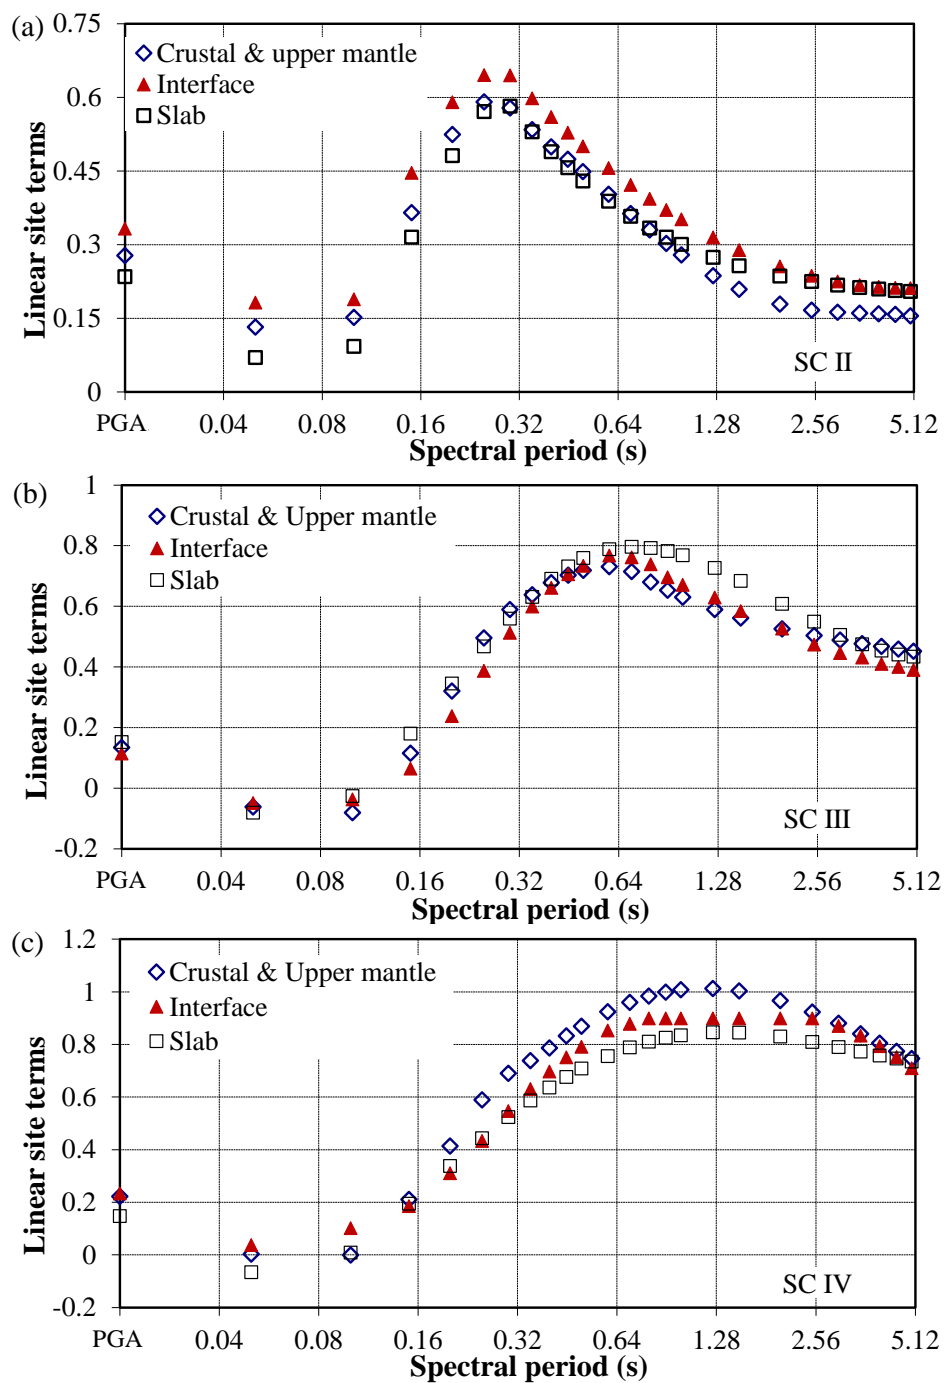 (a)
0.75
0.6
0.45
0.3
0.15
0
Linear site terms
Crustal & upper mantle
Interface
Slab
SC II
PGA 0.04 0.08 0.16 0.32 0.64 1.28 2.56 5.12
Spectral period (s)
(b)
1
0.8
0.6
0.4
0.2
0
-0.2
Linear site terms
Crustal & Upper mantle
Interface
Slab
SC III
PGA 0.04 0.08 0.16 0.32 0.64 1.28 2.56 5.12
Spectral period (s)
(c)
1.2
1
0.8
0.6
0.4
0.2
0
-0.2
Linear site terms
Crustal & Upper mantle
Interface
Slab
SC IV
PGA 0.04 0.08 0.16 0.32 0.64 1.28 2.56 5.12
Spectral period (s)